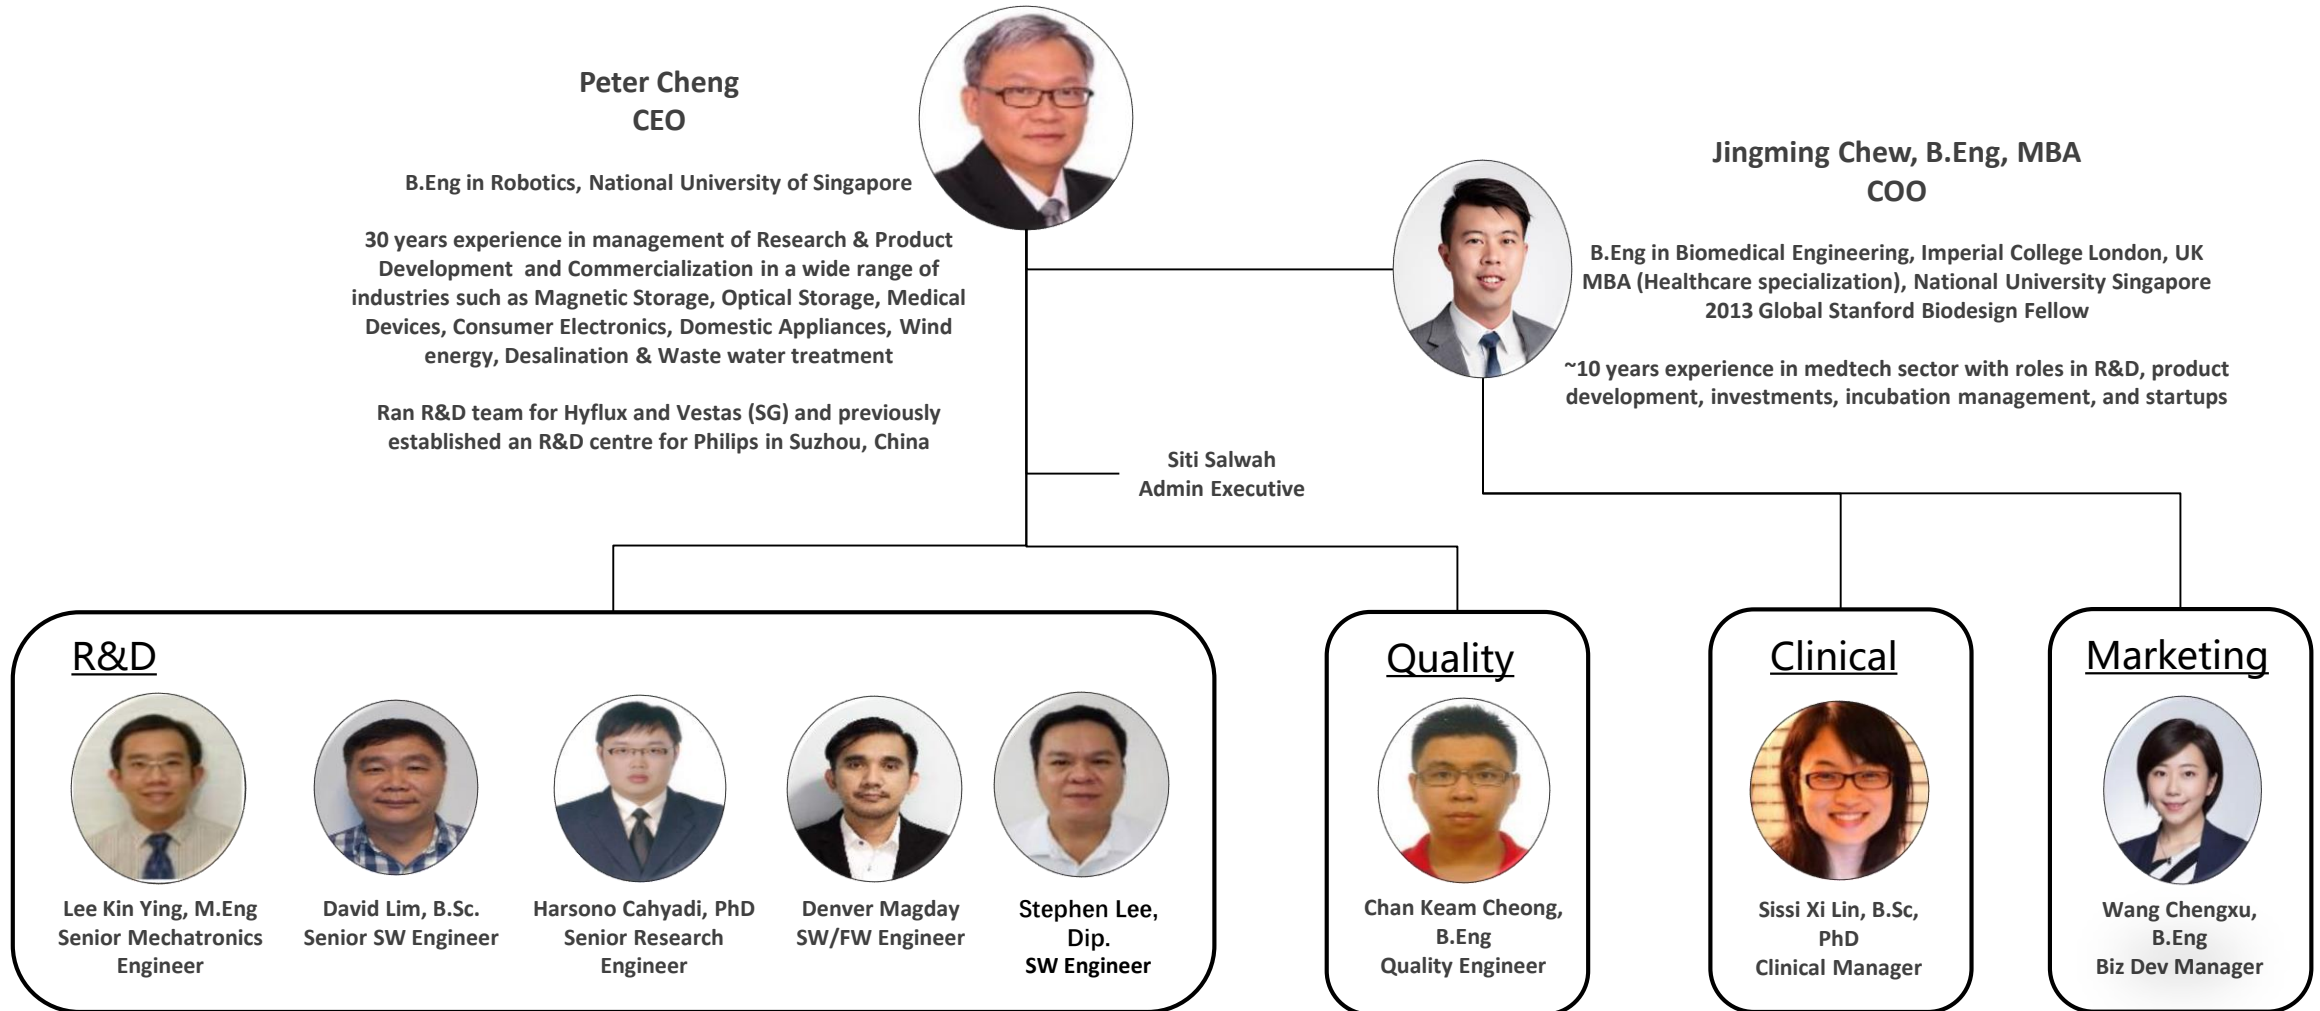 Peter Cheng
CEO
B.Eng in Robotics, National University of Singapore
30 years experience in management of Research & Product
Development and Commercialization in a wide range of
industries such as Magnetic Storage, Optical Storage, Medical
Devices, Consumer Electronics, Domestic Appliances, Wind
energy, Desalination & Waste water treatment
Ran R&D team for Hyflux and Vestas (SG) and previously
established an R&D centre for Philips in Suzhou, China
Jingming Chew, B.Eng, MBA
COO
B.Eng in Biomedical Engineering, Imperial College London, UK
MBA (Healthcare specialization), National University Singapore
2013 Global Stanford Biodesign Fellow
~10 years experience in medtech sector with roles in R&D, product
development, investments, incubation management, and startups
Siti Salwah
Admin Executive
R&D
Lee Kin Ying, M.Eng
Senior Mechatronics
Engineer
David Lim, B.Sc.
Senior SW Engineer
Harsono Cahyadi, PhD
Senior Research
Engineer
Denver Magday
SW/FW Engineer
Stephen Lee,
Dip.
SW Engineer
Quality
Chan Keam Cheong,
B.Eng
Quality Engineer
Clinical
Sissi Xi Lin, B.Sc,
PhD
Clinical Manager
Marketing
Wang Chengxu,
B.Eng
Biz Dev Manager